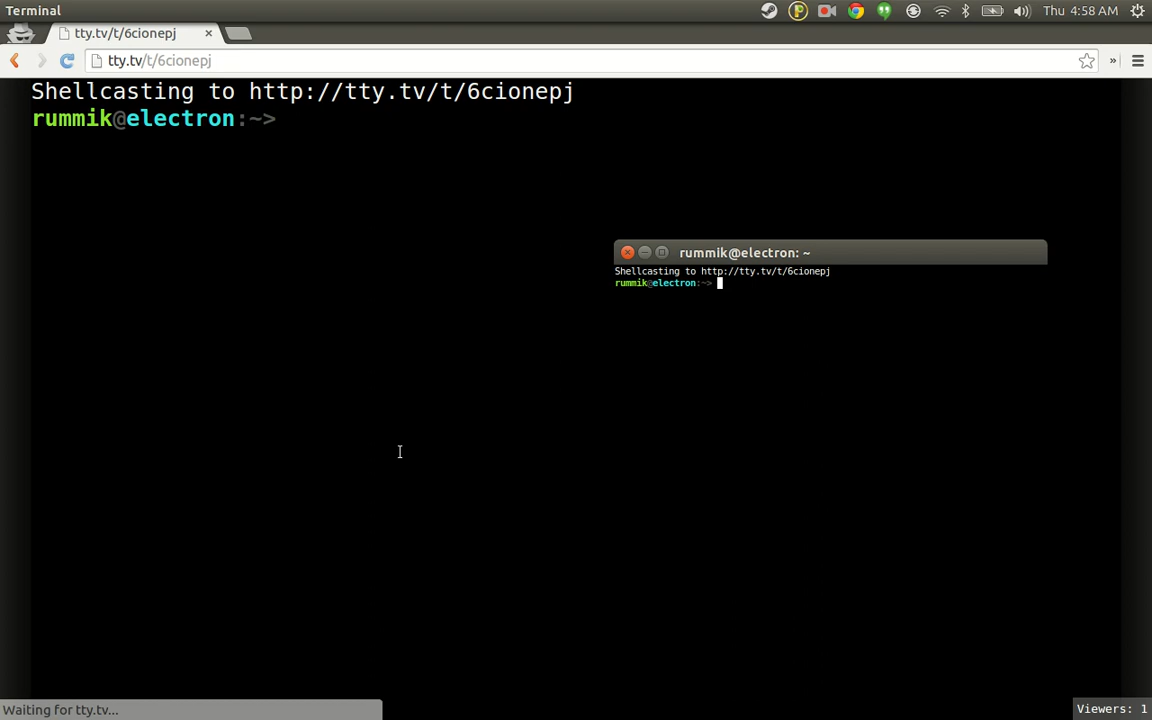 Terminal
Thu 4:58 AM
tty.tv/t/6cionepj
tty.tv/t/6cionepj
Shellcasting to http://tty.tv/t/6cionepj
rummik@electron:~>
rummik@electron: ~
Shellcasting to http://tty.tv/t/6cionepj
rummik@electron:~>
Waiting for tty.tv...
Viewers: 1